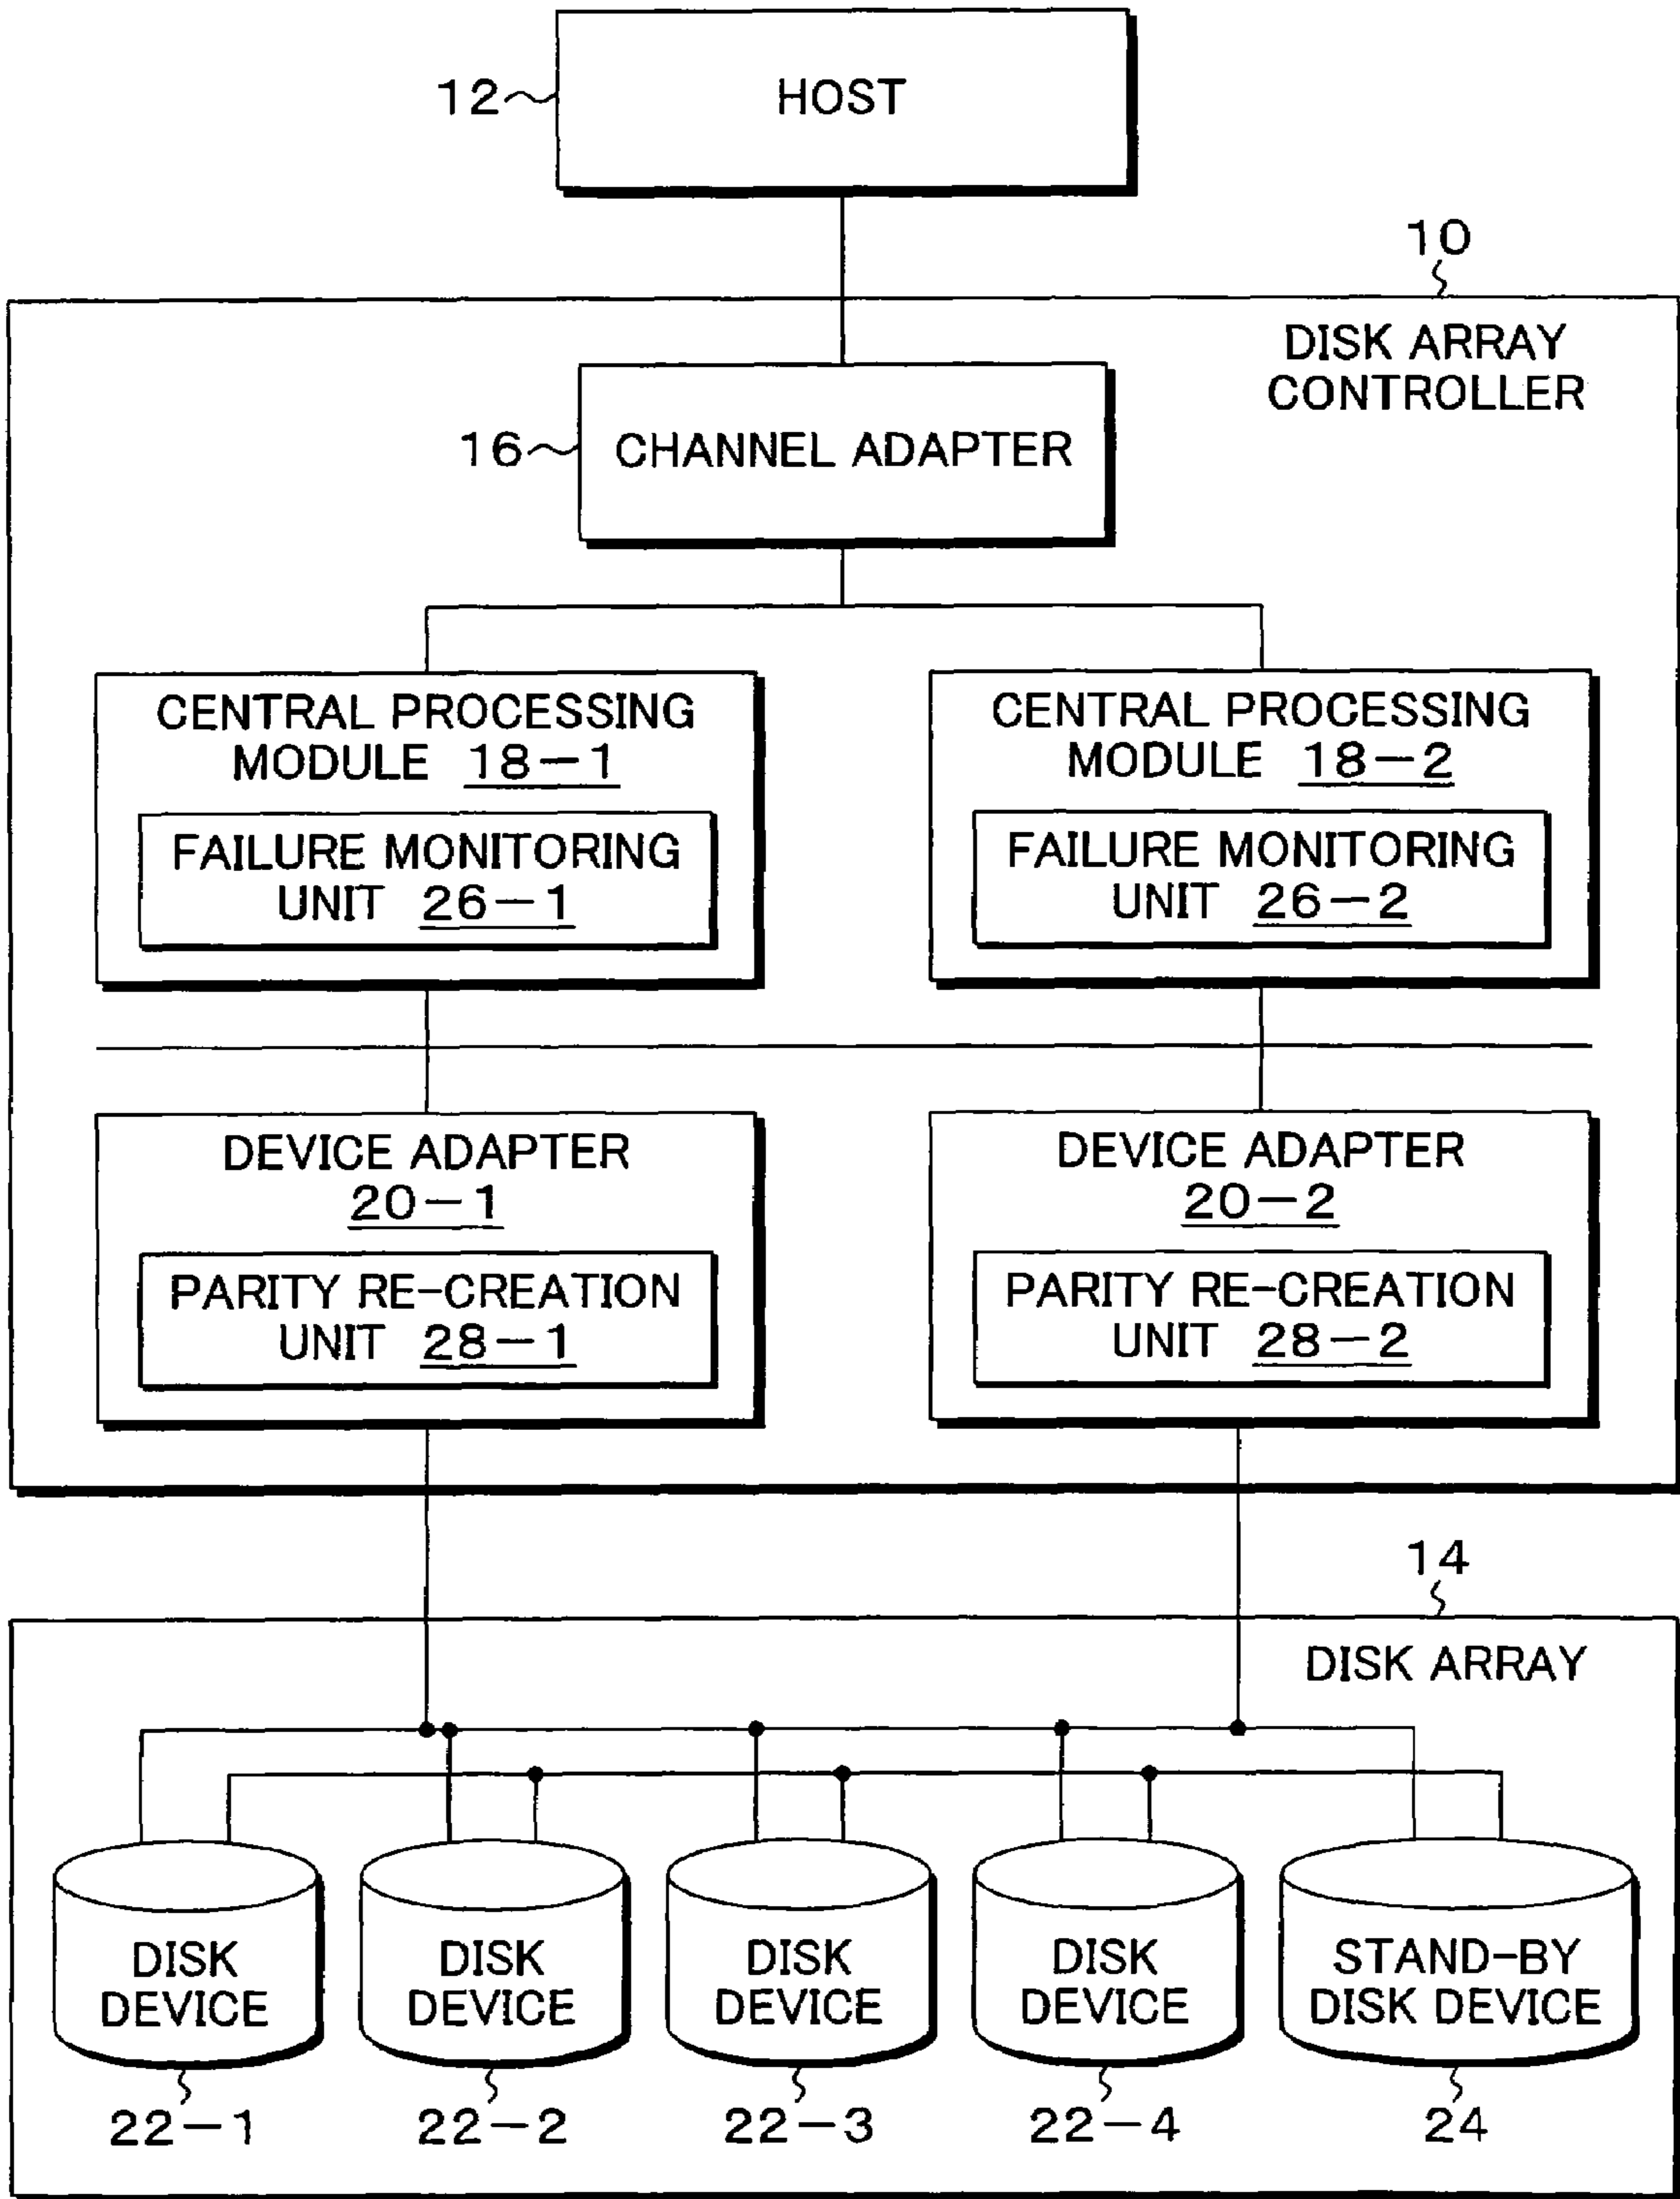 12
HOST
10
DISK ARRAY
CONTROLLER
16
CHANNEL ADAPTER
CENTRAL PROCESSING
MODULE 18-1
FAILURE MONITORING
UNIT 26-1
CENTRAL PROCESSING
MODULE 18-2
FAILURE MONITORING
UNIT 26-2
DEVICE ADAPTER
20-1
PARITY RE-CREATION
UNIT 28-1
DEVICE ADAPTER
20-2
PARITY RE-CREATION
UNIT 28-2
14
DISK ARRAY
DISK
DEVICE
22-1
DISK
DEVICE
22-2
DISK
DEVICE
22-3
DISK
DEVICE
22-4
STAND-BY
DISK DEVICE
24